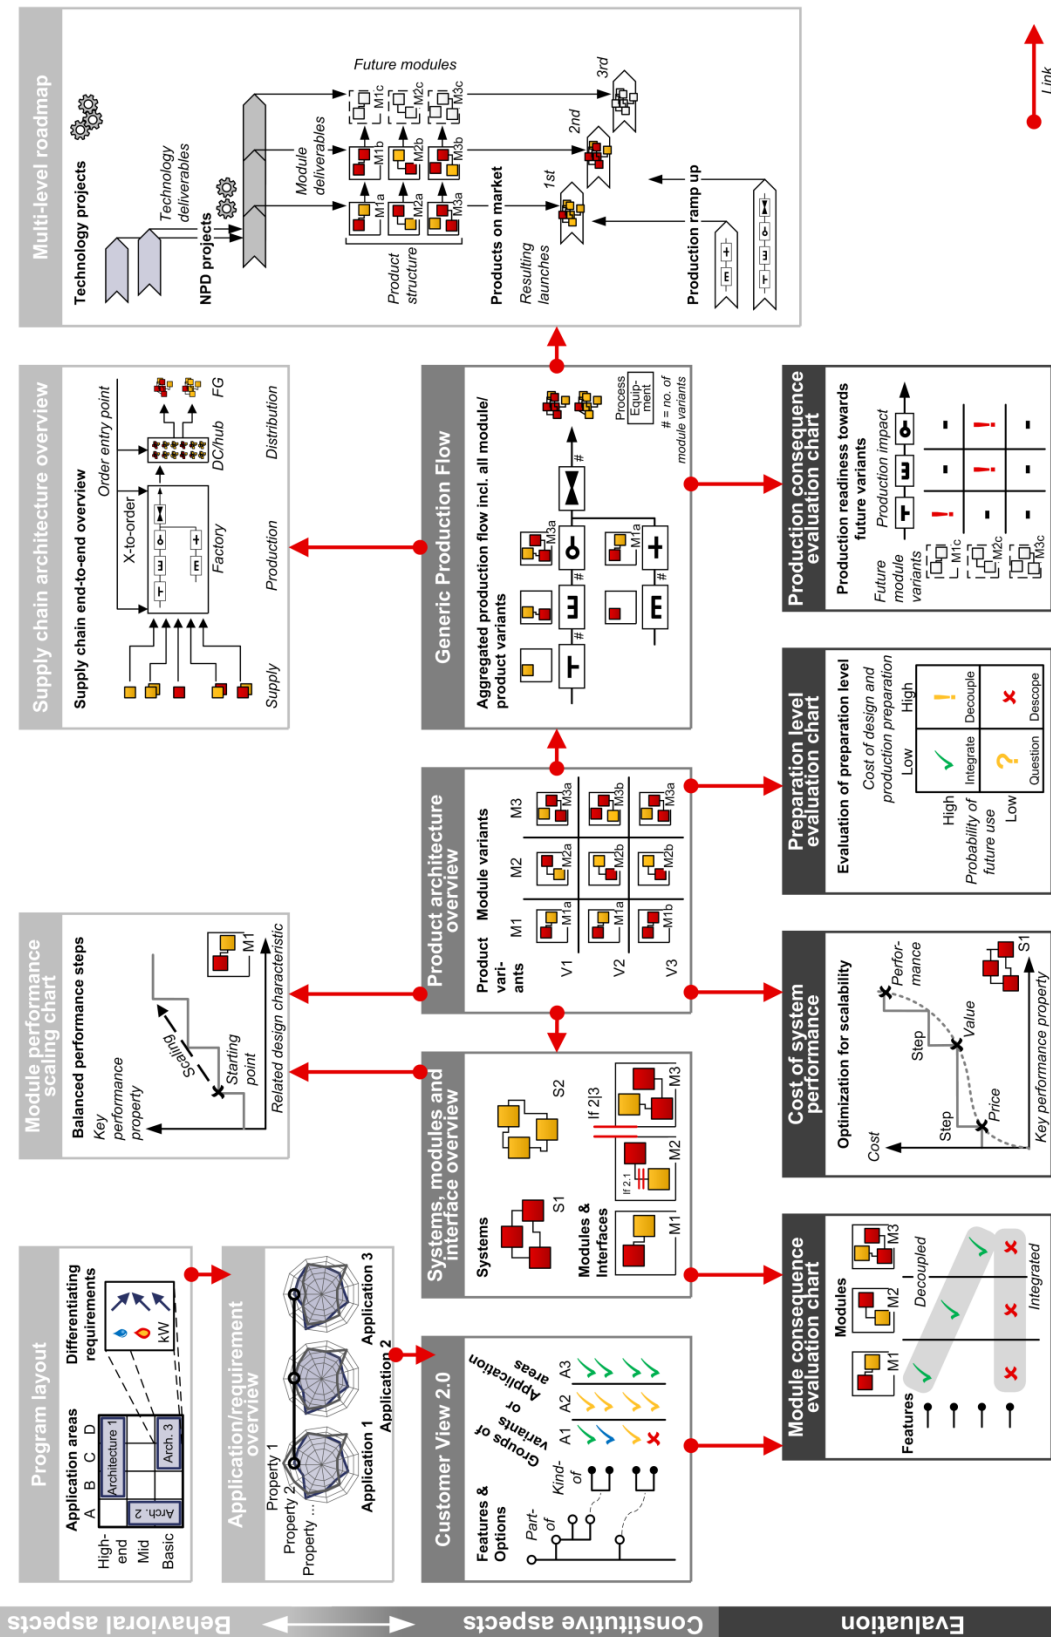 Behavioral aspects
Constitutive aspects
Evaluation
Program layout
Application areas
A B C D
High-
end
Mid
Basic
Architecture 1
Arch. 2
Arch. 3
Differentiating
requirements
kW
Application/requirement
overview
Property 1
Property 2
Property ...
Application 1
Application 2
Application 3
Module performance
scaling chart
Balanced performance steps
Key
performance
property
Scaling
Starting
point
M1
Related design characteristic
Supply chain architecture overview
Supply chain end-to-end overview
Order entry point
X-to-order
Factory
DC/hub
FG
Supply
Production
Distribution
Multi-level roadmap
Technology projects
Technology
deliverables
NPD projects
Module
deliverables
Future modules
Product
structure
M1a
M1b
M1c
M2a
M2b
M2c
M3a
M3b
M3c
Products on market
Resulting
launches
1st
2nd
3rd
Production ramp up
Customer View 2.0
Features &
Options
Part-
of
Kind-
of
Groups of
variants
or
Application
areas
A1 A2 A3
Systems, modules and
interface overview
Systems
S1
S2
Modules &
Interfaces
If 2|3
If 2.1
M1
M2
M3
Product architecture
overview
Product
vari-
ants
Module variants
M1 M2 M3
V1
M1a
M2a
M3a
V2
M1a
M2b
M3b
V3
M1b
M2b
M3a
Generic Production Flow
Aggregated production flow incl. all module/
product variants
M3a
M1a
#
#
#
#
Process
Equip-
ment
# = no. of
module variants
Module consequence
evaluation chart
Modules
M1
M2
M3
Features
Decoupled
Integrated
Cost of system
performance
Optimization for scalability
Cost
Step
Step
Price
Value
Perfor-
mance
S1
Key performance property
Preparation level
evaluation chart
Evaluation of preparation level
Cost of design and
production preparation
Low
High
High
Probability of
future use
Low
Integrate
Decouple
Question
Descope
Production consequence
evaluation chart
Production readiness towards
future variants
Future
module
variants
Production impact
M1c
M2c
M3c
Link